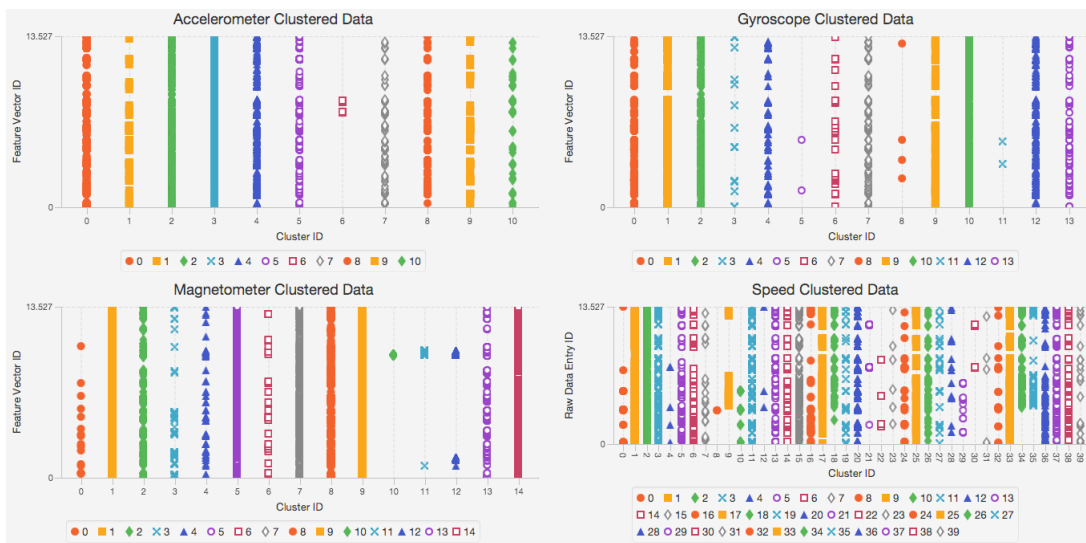 Accelerometer Clustered Data
13.527
Feature Vector ID
0
0 1 2 3 4 5 6 7 8 9 10
Cluster ID
0 1 2 3 4 5 6 7 8 9 10
Gyroscope Clustered Data
13.527
Feature Vector ID
0
0 1 2 3 4 5 6 7 8 9 10 11 12 13
Cluster ID
0 1 2 3 4 5 6 7 8 9 10 11 12 13
Magnetometer Clustered Data
13.527
Feature Vector ID
0
0 1 2 3 4 5 6 7 8 9 10 11 12 13 14
Cluster ID
0 1 2 3 4 5 6 7 8 9 10 11 12 13 14
Speed Clustered Data
13.527
Raw Data Entry ID
0
0 1 2 3 4 5 6 7 8 9 10 11 12 13 14 15 16 17 18 19 20 21 22 23 24 25 26 27 28 29 30 31 32 33 34 35 36 37 38 39
Cluster ID
0 1 2 3 4 5 6 7 8 9 10 11 12 13
14 15 16 17 18 19 20 21 22 23 24 25 26 27
28 29 30 31 32 33 34 35 36 37 38 39